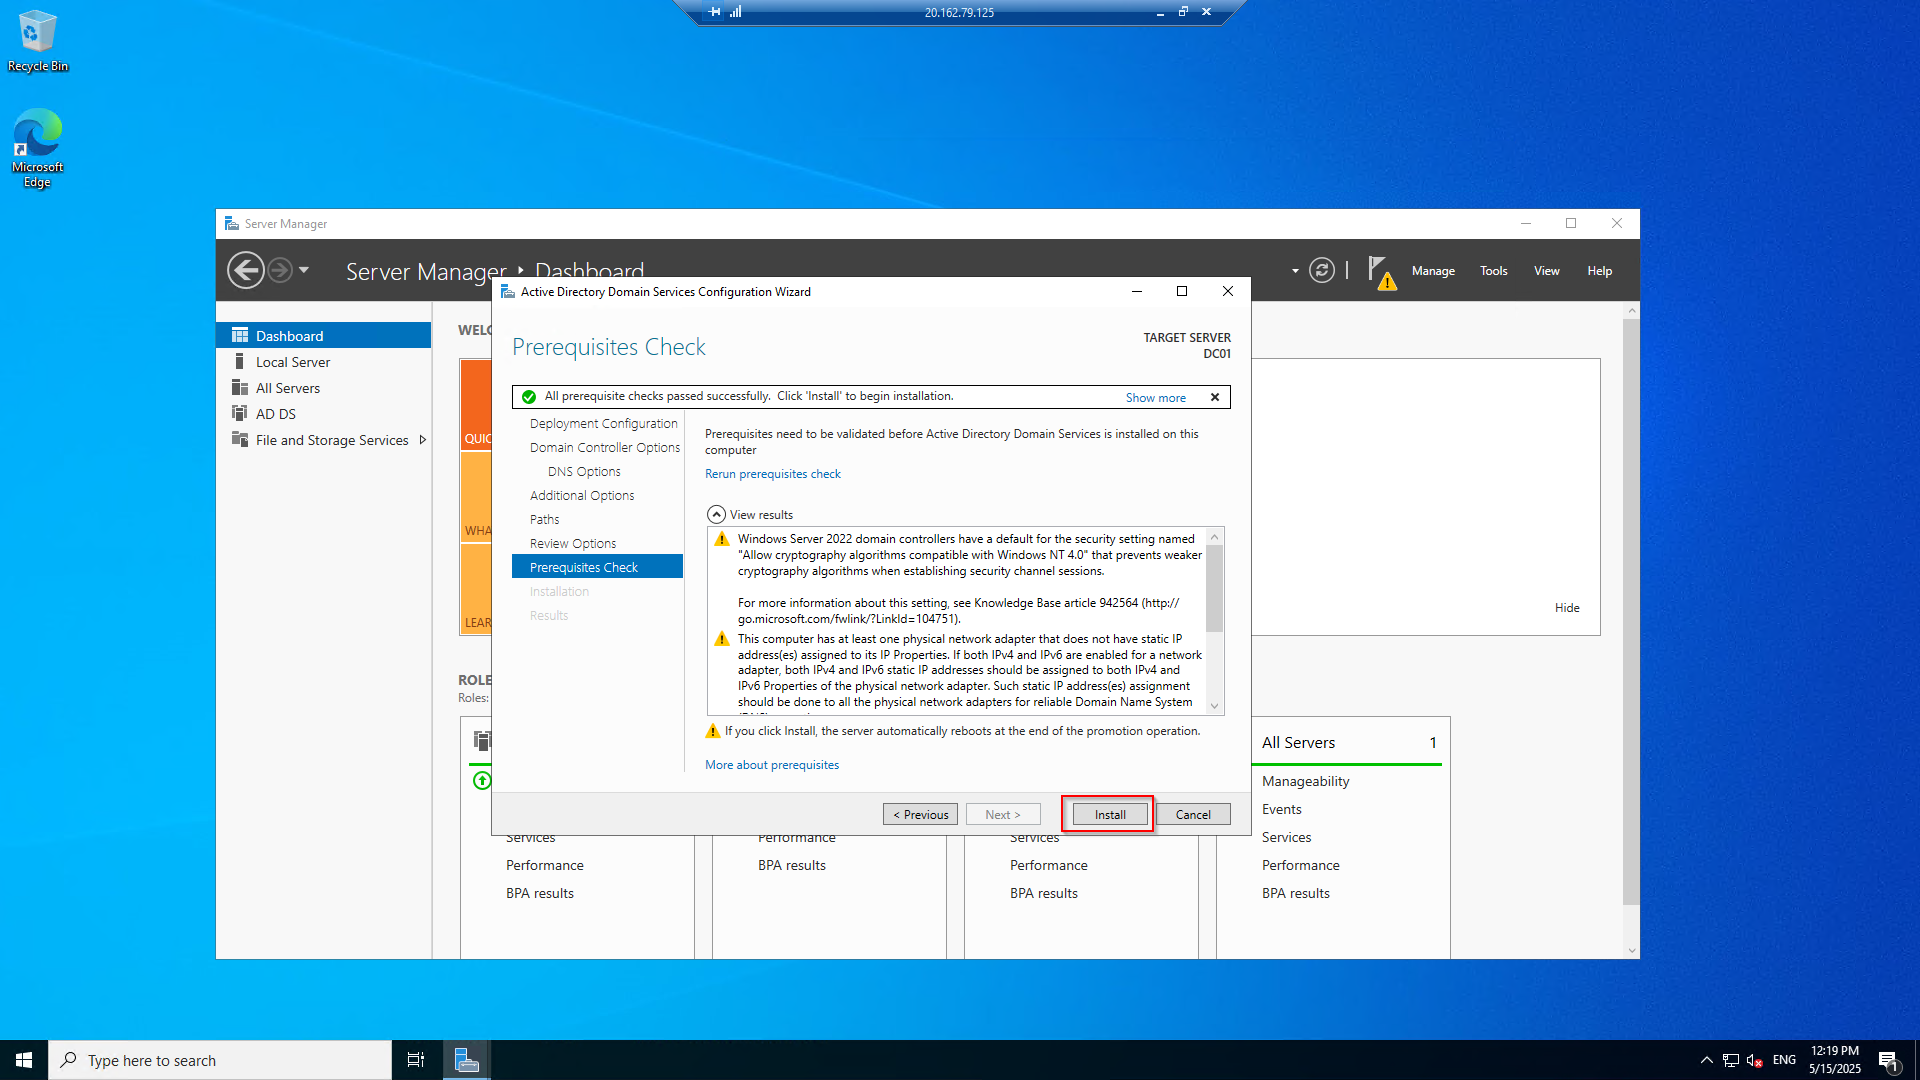 20.162.79.125
Recycle Bin
Microsoft
Edge
Server Manager
Server Manager
Dashboard
Manage
Tools
View
Help
Active Directory Domain Services Configuration Wizard
Dashboard
Local Server
All Servers
AD DS
File and Storage Services
WELC
QUIC
WHA
LEAR
Prerequisites Check
TARGET SERVER
DC01
All prerequisite checks passed successfully. Click 'Install' to begin installation.
Show more
Deployment Configuration
Domain Controller Options
DNS Options
Additional Options
Paths
Review Options
Prerequisites Check
Installation
Results
Prerequisites need to be validated before Active Directory Domain Services is installed on this
computer
Rerun prerequisites check
View results
Windows Server 2022 domain controllers have a default for the security setting named
"Allow cryptography algorithms compatible with Windows NT 4.0" that prevents weaker
cryptography algorithms when establishing security channel sessions.
For more information about this setting, see Knowledge Base article 942564 (http://
go.microsoft.com/fwlink/?LinkId=104751).
This computer has at least one physical network adapter that does not have static IP
address(es) assigned to its IP Properties. If both IPv4 and IPv6 are enabled for a network
adapter, both IPv4 and IPv6 static IP addresses should be assigned to both IPv4 and
IPv6 Properties of the physical network adapter. Such static IP address(es) assignment
should be done to all the physical network adapters for reliable Domain Name System
If you click Install, the server automatically reboots at the end of the promotion operation.
More about prerequisites
< Previous
Next >
Install
Cancel
Hide
ROLE
Roles:
Services
Performance
BPA results
Performance
BPA results
Services
Performance
BPA results
All Servers 1
Manageability
Events
Services
Performance
BPA results
Type here to search
ENG
12:19 PM
5/15/2025
1